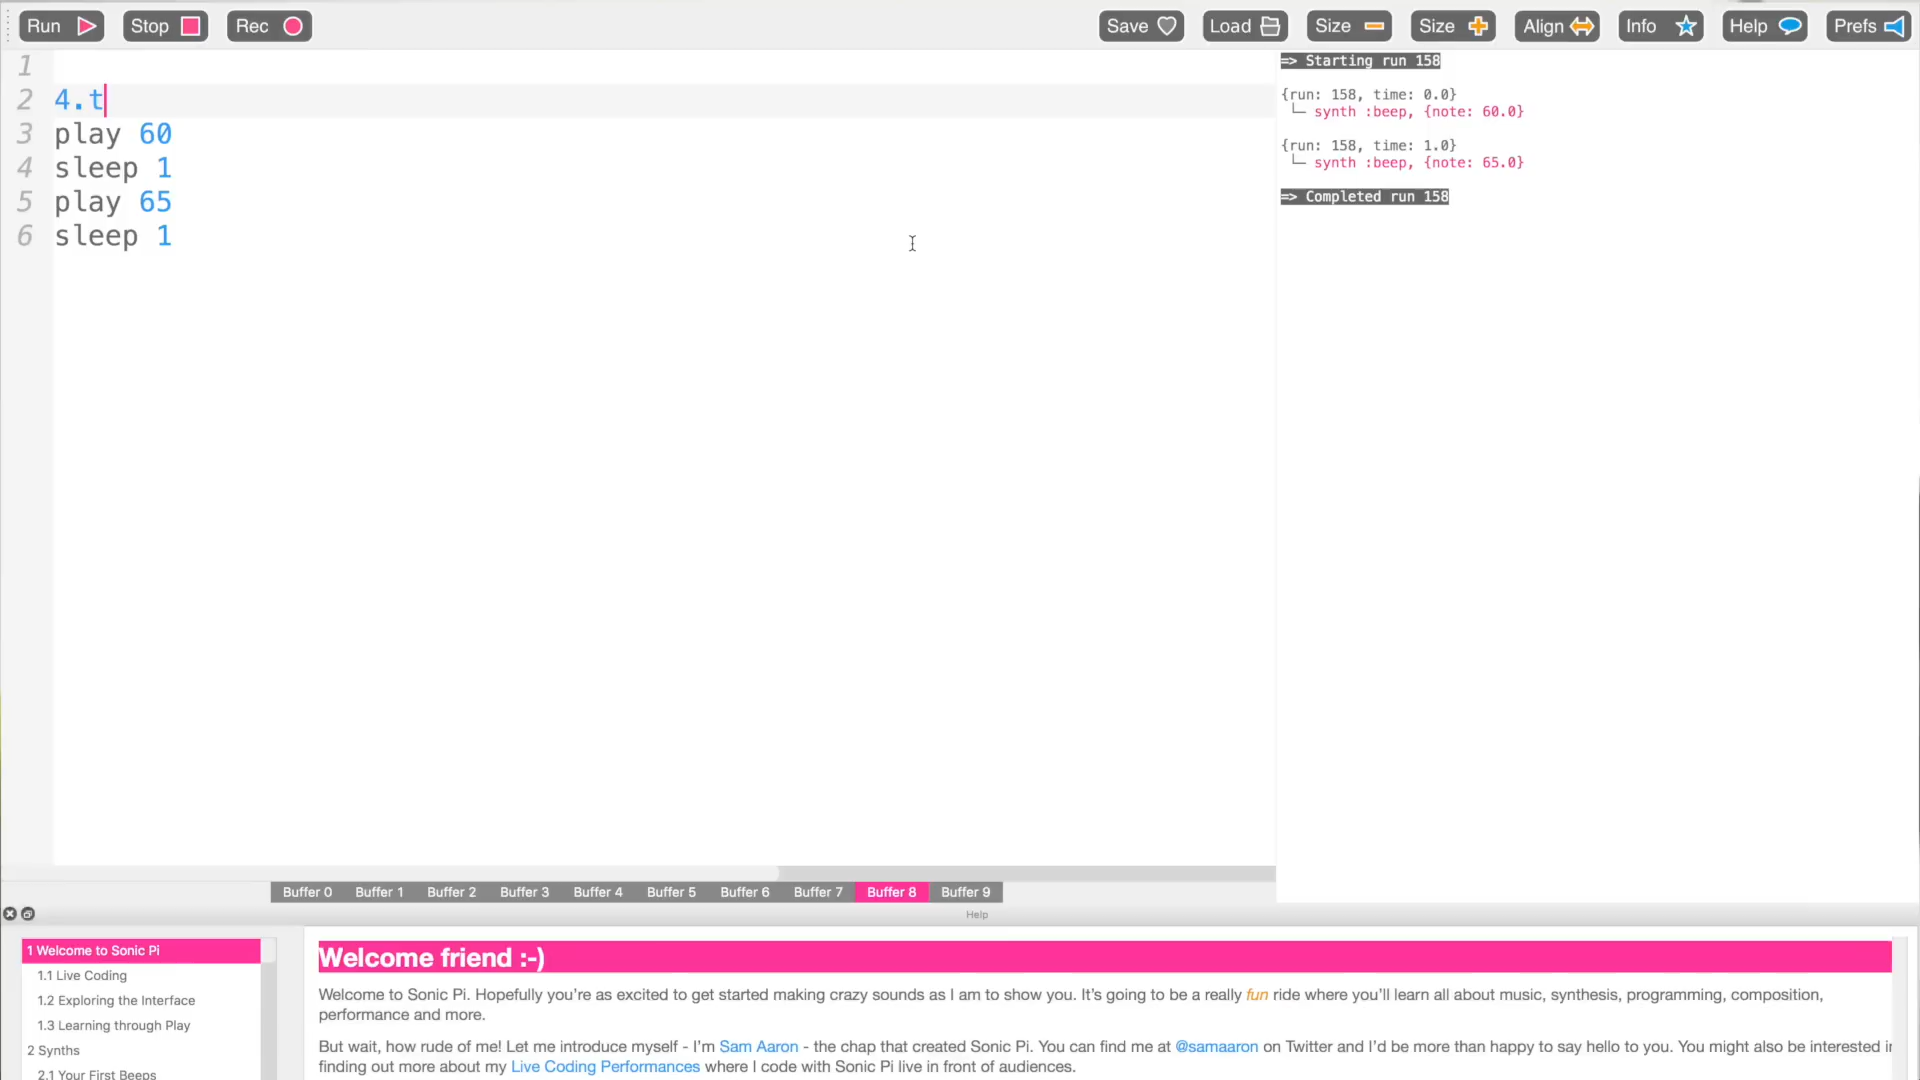 Run Stop Rec Save Load Size Size Align Info Help Prefs
1
2 4.t
3 play 60
4 sleep 1
5 play 65
6 sleep 1
=> Starting run 158
{run: 158, time: 0.0}
└─ synth :beep, {note: 60.0}
{run: 158, time: 1.0}
└─ synth :beep, {note: 65.0}
=> Completed run 158
Buffer 0 Buffer 1 Buffer 2 Buffer 3 Buffer 4 Buffer 5 Buffer 6 Buffer 7 Buffer 8 Buffer 9
Help
1 Welcome to Sonic Pi
1.1 Live Coding
1.2 Exploring the Interface
1.3 Learning through Play
2 Synths
2.1 Your First Beeps
Welcome friend :-)
Welcome to Sonic Pi. Hopefully you're as excited to get started making crazy sounds as I am to show you. It's going to be a really fun ride where you'll learn all about music, synthesis, programming, composition,
performance and more.
But wait, how rude of me! Let me introduce myself - I'm Sam Aaron - the chap that created Sonic Pi. You can find me at @samaaron on Twitter and I'd be more than happy to say hello to you. You might also be interested in
finding out more about my Live Coding Performances where I code with Sonic Pi live in front of audiences.